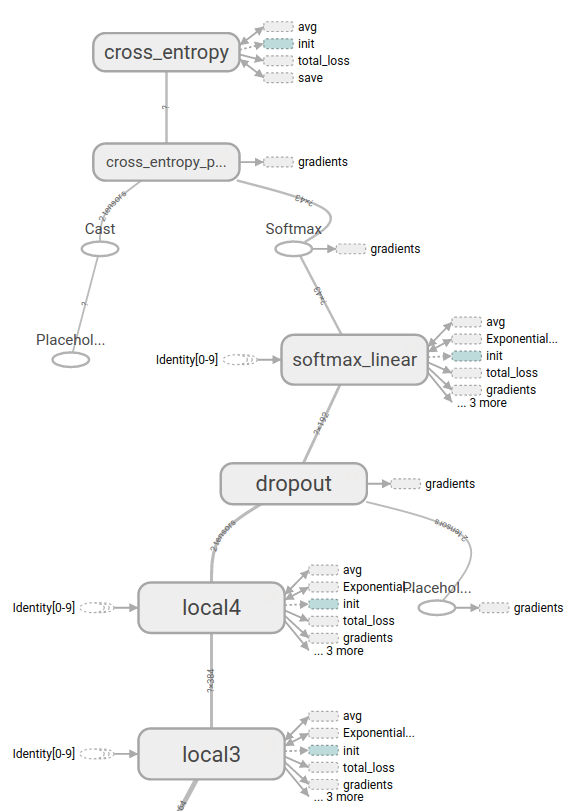 avg
cross_entropy
init
total_loss
save
?
cross_entropy_p...
gradients
2 tensors
?×43
Cast
Softmax
gradients
?
?×43
Placehol...
Identity[0-9]
softmax_linear
avg
Exponential...
init
total_loss
gradients
... 3 more
?×192
dropout
gradients
2 tensors
2 tensors
Identity[0-9]
local4
avg
Exponential...
init
total_loss
gradients
... 3 more
Placehol...
gradients
?×384
Identity[0-9]
local3
avg
Exponential...
init
total_loss
gradients
... 3 more